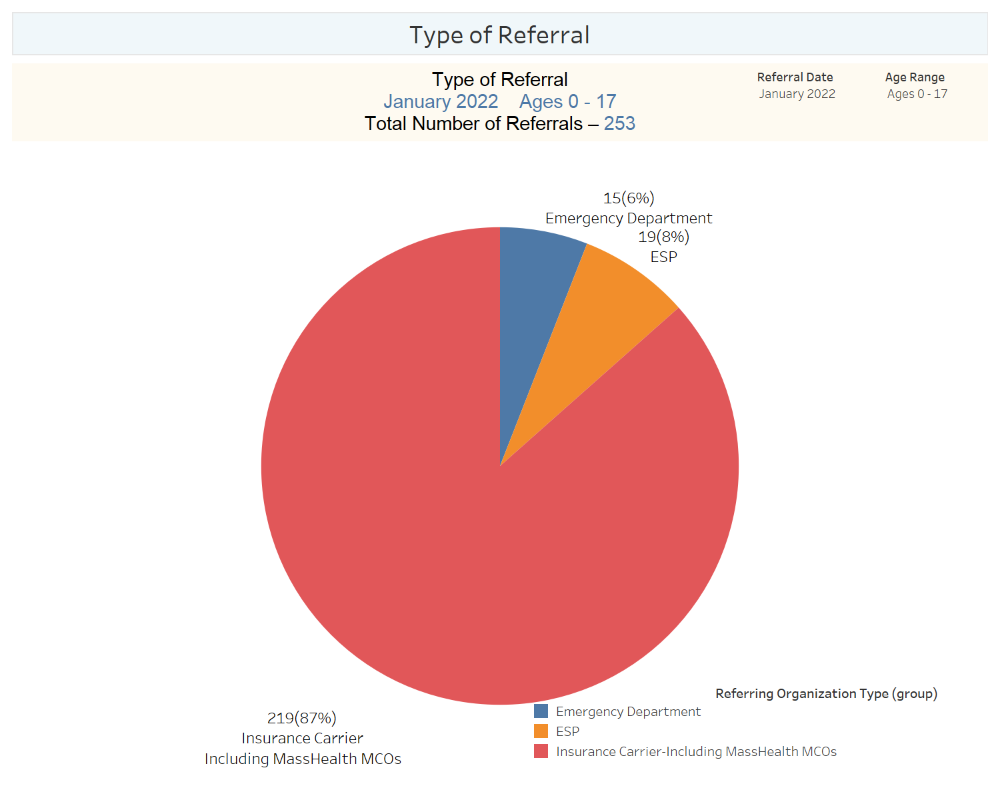 Type of Referral
Type of Referral
January 2022 Ages 0 - 17
Total Number of Referrals – 253
Referral Date
January 2022
Age Range
Ages 0 - 17
15(6%)
Emergency Department
19(8%)
ESP
219(87%)
Insurance Carrier
Including MassHealth MCOs
Referring Organization Type (group)
Emergency Department
ESP
Insurance Carrier-Including MassHealth MCOs